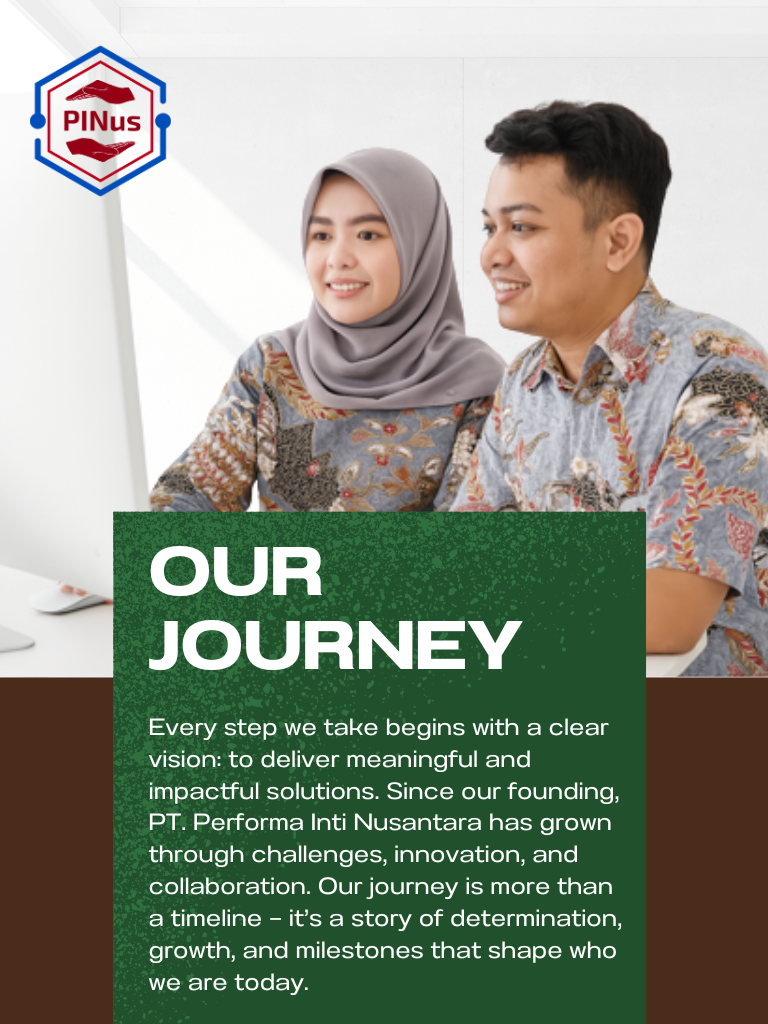 PINus
OUR
JOURNEY
Every step we take begins with a clear
vision: to deliver meaningful and
impactful solutions. Since our founding,
PT. Performa Inti Nusantara has grown
through challenges, innovation, and
collaboration. Our journey is more than
a timeline – it’s a story of determination,
growth, and milestones that shape who
we are today.